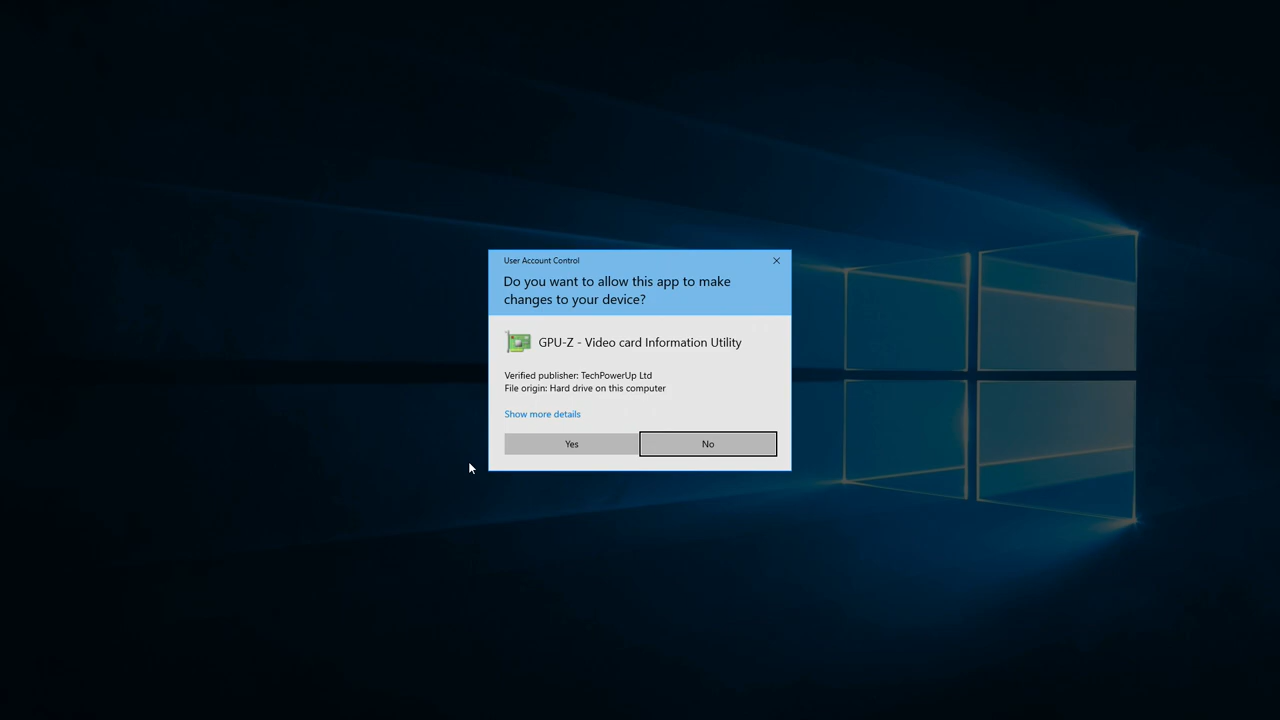 User Account Control
Do you want to allow this app to make
changes to your device?
GPU-Z - Video card Information Utility
Verified publisher: TechPowerUp Ltd
File origin: Hard drive on this computer
Show more details
Yes No